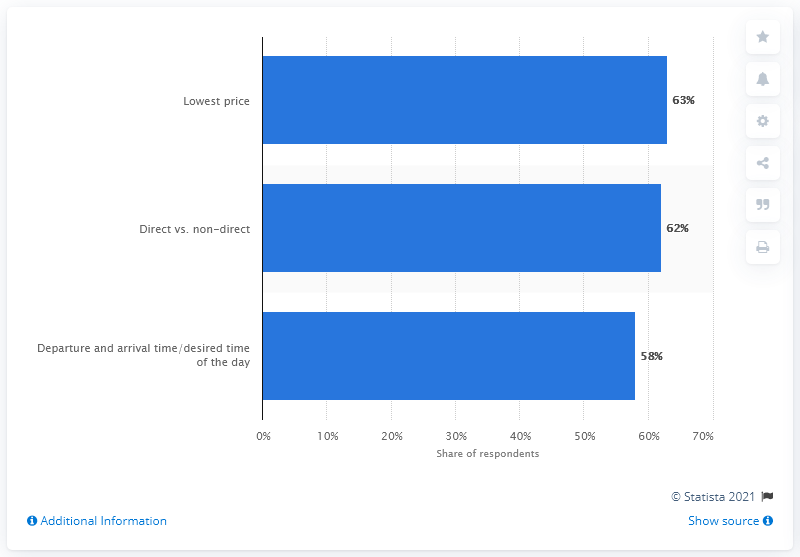 Lowest price
63%
Direct vs. non-direct
62%
Departure and arrival time/desired time
of the day
58%
0% 10% 20% 30% 40% 50% 60% 70%
Share of respondents
© Statista 2021
Additional Information
Show source